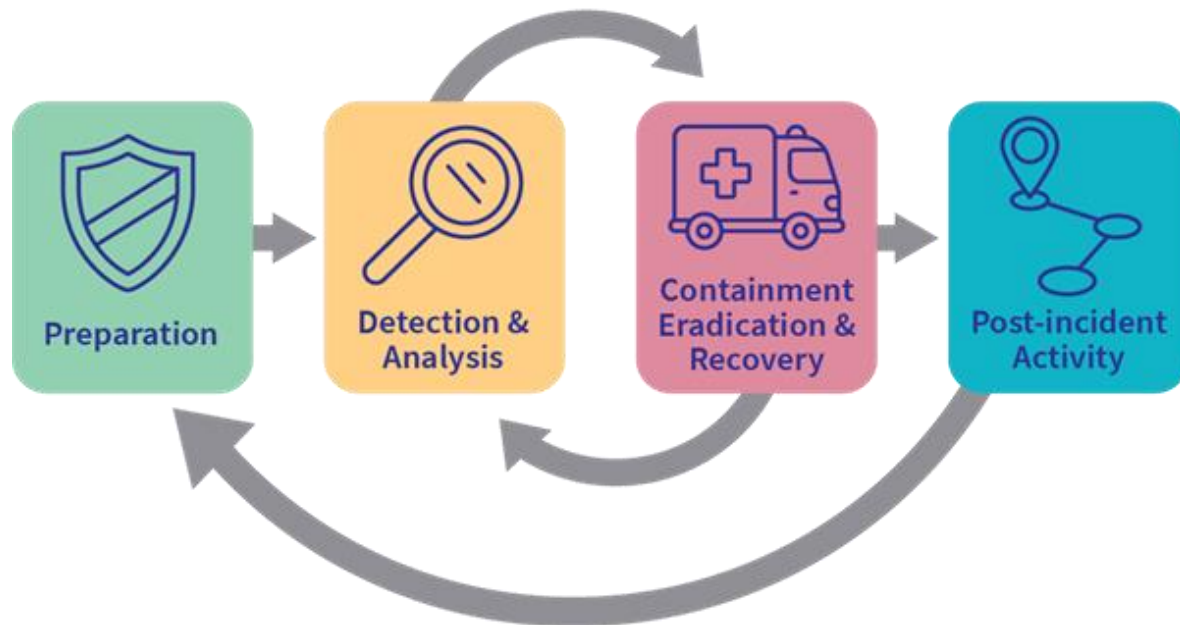 Preparation
Detection &
Analysis
Containment
Eradication &
Recovery
Post-incident
Activity